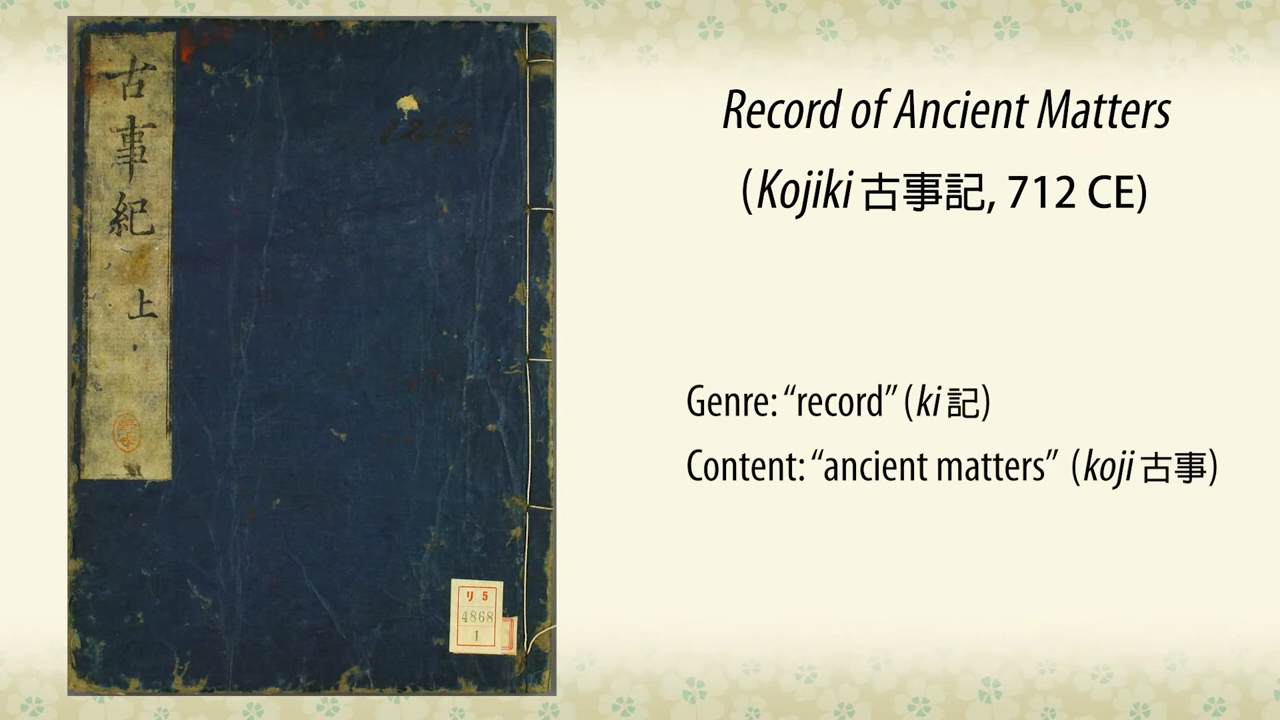 古事紀
上
リ 5
4868
1
Record of Ancient Matters
(Kojiki 古事記, 712 CE)
Genre: “record” (ki 記)
Content: “ancient matters” (koji 古事)